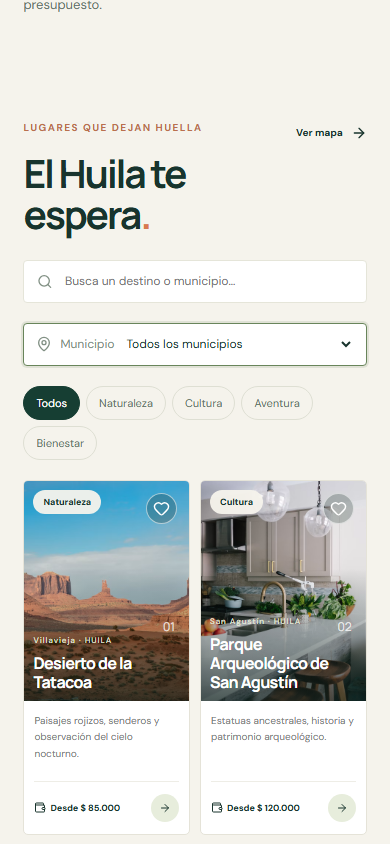 presupuesto.
LUGARES QUE DEJAN HUELLA
Ver mapa
El Huila te
espera.
Busca un destino o municipio...
Municipio Todos los municipios
Todos Naturaleza Cultura Aventura
Bienestar
Naturaleza
Villavieja · HUILA
01
Desierto de la
Tatacoa
Paisajes rojizos, senderos y
observación del cielo
nocturno.
Desde $ 85.000
Cultura
San Agustín · HUILA
02
Parque
Arqueológico de
San Agustín
Estatuas ancestrales, historia y
patrimonio arqueológico.
Desde $ 120.000